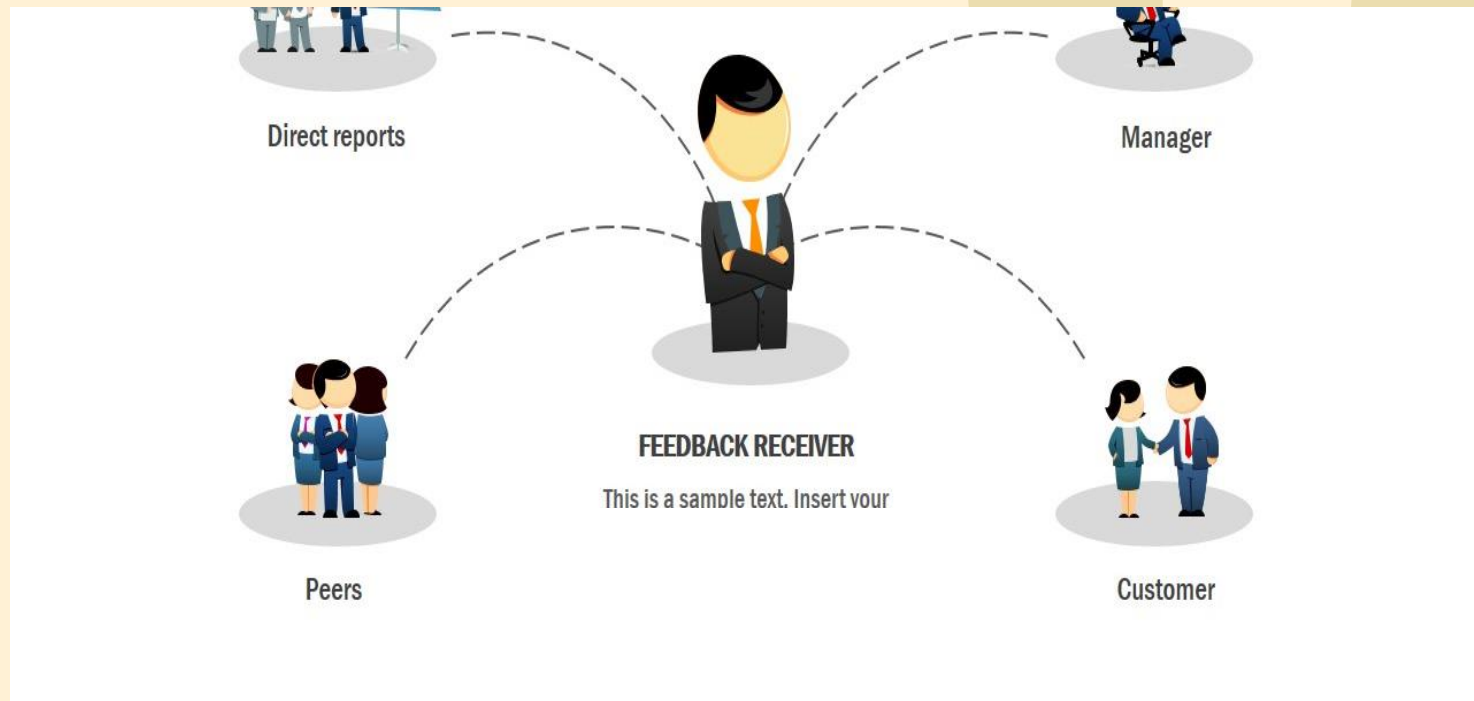 Direct reports
Manager
FEEDBACK RECEIVER
This is a sample text. Insert your
Peers
Customer